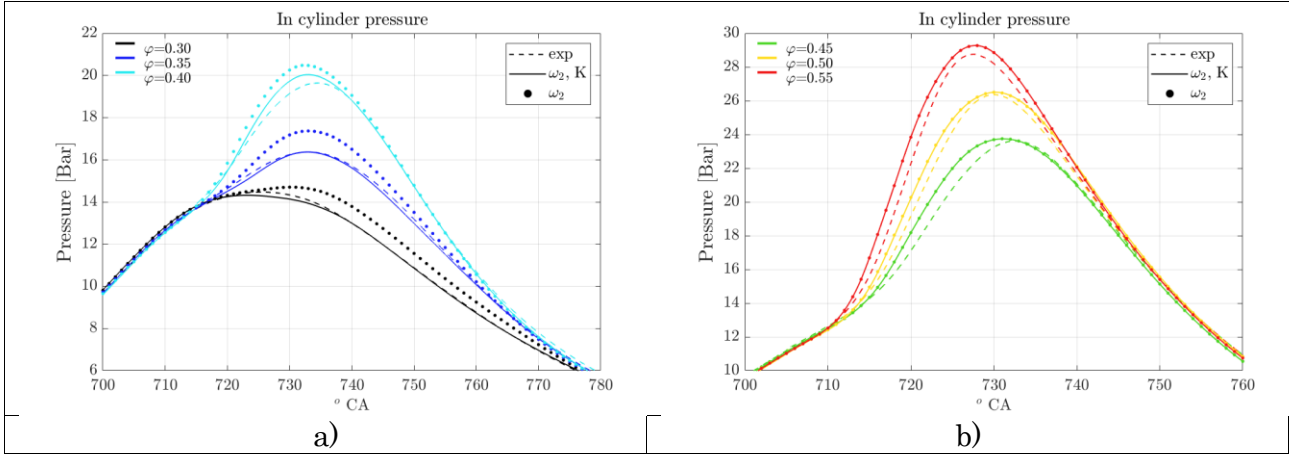 In cylinder pressure
φ=0.30
φ=0.35
φ=0.40
exp
ω₂, K
ω₂
Pressure [Bar]
22
20
18
16
14
12
10
8
6
700
710
720
730
740
750
760
770
780
° CA
a)
In cylinder pressure
φ=0.45
φ=0.50
φ=0.55
exp
ω₂, K
ω₂
Pressure [Bar]
30
28
26
24
22
20
18
16
14
12
10
700
710
720
730
740
750
760
° CA
b)